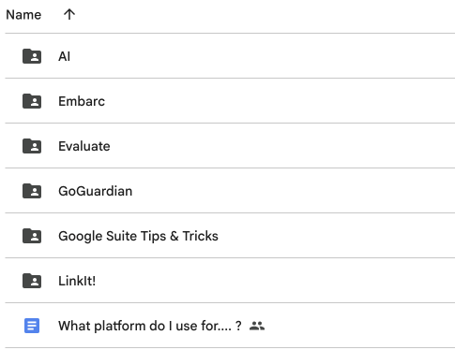 Name
AI
Embarc
Evaluate
GoGuardian
Google Suite Tips & Tricks
LinkIt!
What platform do I use for.... ?